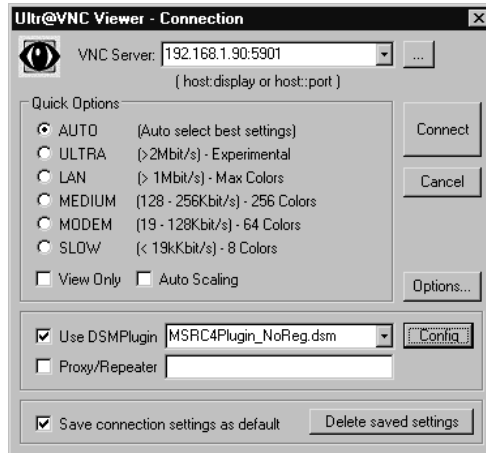 Ultr@VNC Viewer - Connection
VNC Server: 192.168.1.90:5901 ...
( host:display or host::port )
Quick Options
AUTO (Auto select best settings)
ULTRA (>2Mbit/s) - Experimental
LAN (> 1Mbit/s) - Max Colors
MEDIUM (128 - 256Kbit/s) - 256 Colors
MODEM (19 - 128Kbit/s) - 64 Colors
SLOW (< 19kKbit/s) - 8 Colors
View Only Auto Scaling
Connect
Cancel
Options...
Use DSMPlugin MSRC4Plugin_NoReg.dsm Config
Proxy/Repeater
Save connection settings as default Delete saved settings